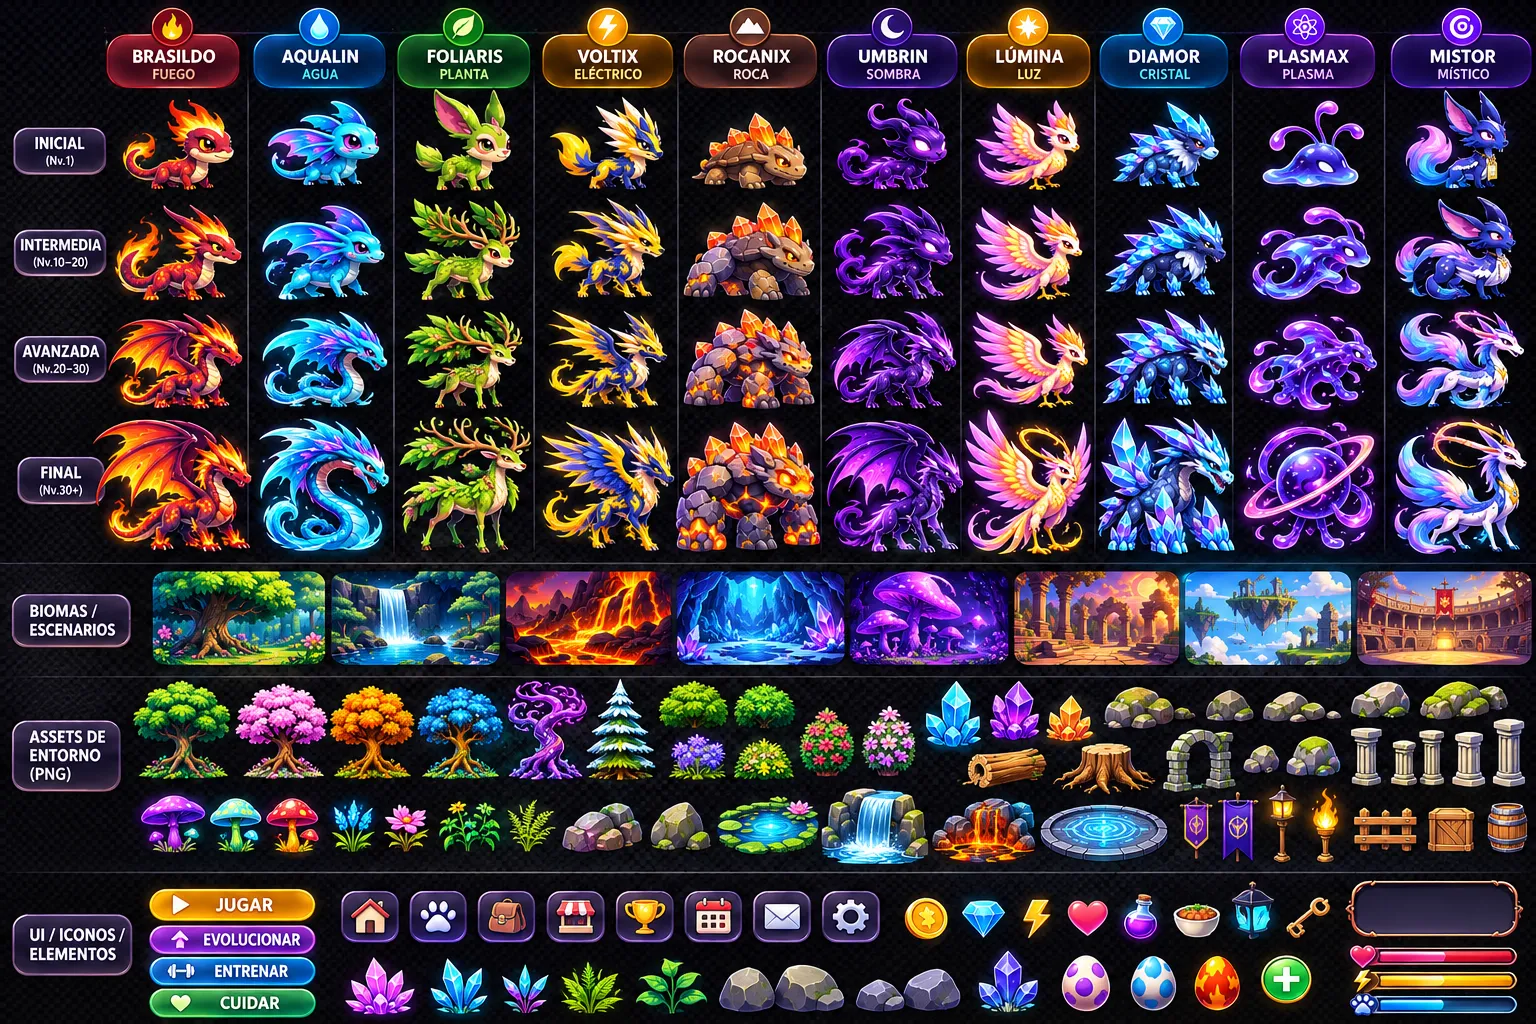 BRASILDO
FUEGO
AQUALIN
AGUA
FOLIARIS
PLANTA
VOLTIX
ELÉCTRICO
ROCANIX
ROCA
UMBRIN
SOMBRA
LÚMINA
LUZ
DIAMOR
CRISTAL
PLASMAX
PLASMA
MISTOR
MÍSTICO
INICIAL
(Nv.1)
INTERMEDIA
(Nv.10-20)
AVANZADA
(Nv.20-30)
FINAL
(Nv.30+)
BIOMAS /
ESCENARIOS
ASSETS DE
ENTORNO
(PNG)
UI / ICONOS /
ELEMENTOS
JUGAR
EVOLUCIONAR
ENTRENAR
CUIDAR